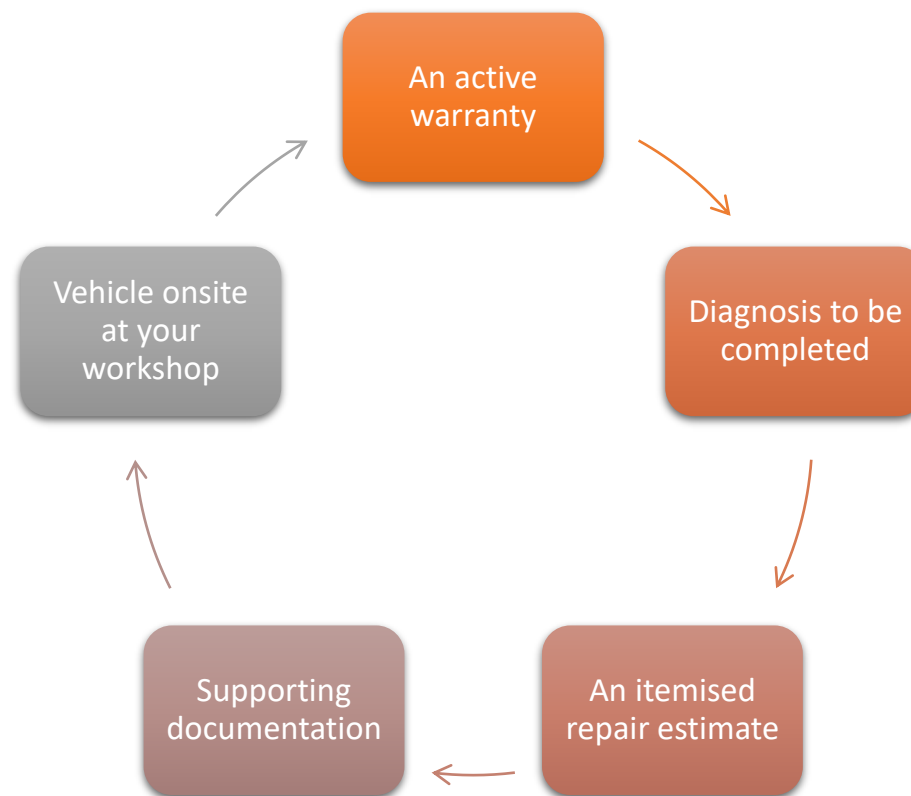 An active
warranty
Diagnosis to be
completed
An itemised
repair estimate
Supporting
documentation
Vehicle onsite
at your
workshop